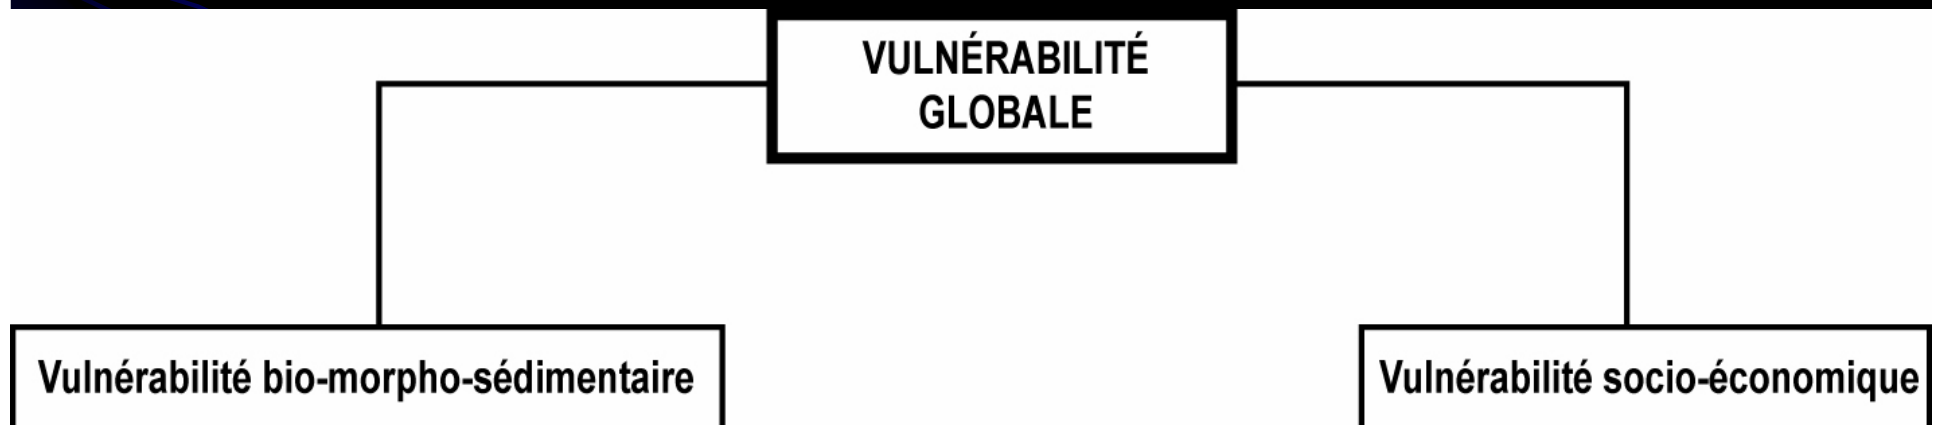 VULNÉRABILITÉ
GLOBALE
Vulnérabilité bio-morpho-sédimentaire
Vulnérabilité socio-économique